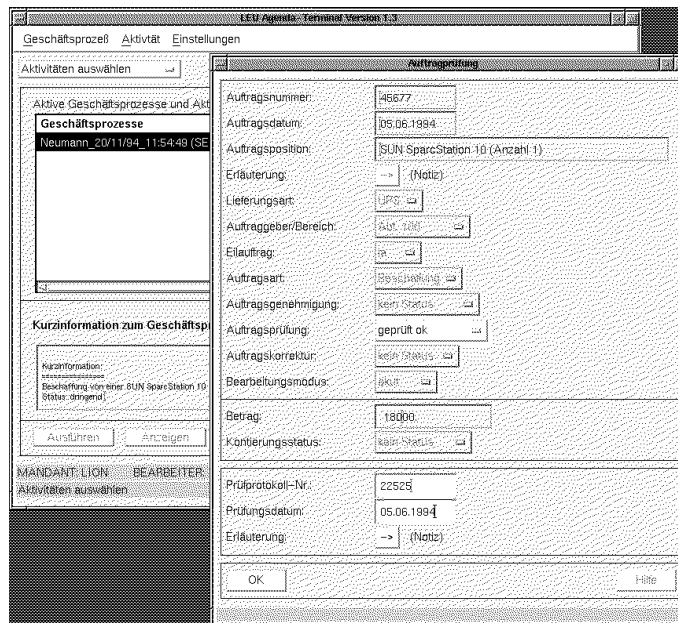 LEU Agenda - Terminal Version 1.3
Geschäftsprozeß Aktivtät Einstellungen
Aktivitäten auswählen
Aktive Geschäftsprozesse und Akt
Geschäftsprozesse
Neumann_20/11/94_11:54:49 (SE
Kurzinformation zum Geschäftsp
Kurzinformation:
==============
Beschaffung von einer SUN SparcStation 10
Status: dringend
Ausführen Anzeigen
MANDANT: LION BEARBEITER:
Aktivitäten auswählen
Auftragprüfung
Auftragsnummer: 45677
Auftragsdatum: 05.06.1994
Auftragsposition: SUN SparcStation 10 (Anzahl 1)
Erläuterung: --> (Notiz)
Lieferungsart: UPS
Auftraggeber/Bereich: Abt. 100
Eilauftrag: ja
Auftragsart: Beschaffung
Auftragsgenehmigung: kein Status
Auftragsprüfung: geprüft ok
Auftragskorrektur: kein Status
Bearbeitungsmodus: akut
Betrag: 18000.
Kontierungsstatus: kein Status
Prüfprotokoll-Nr.: 22525
Prüfungsdatum: 05.06.1994
Erläuterung: --> (Notiz)
OK Hilfe